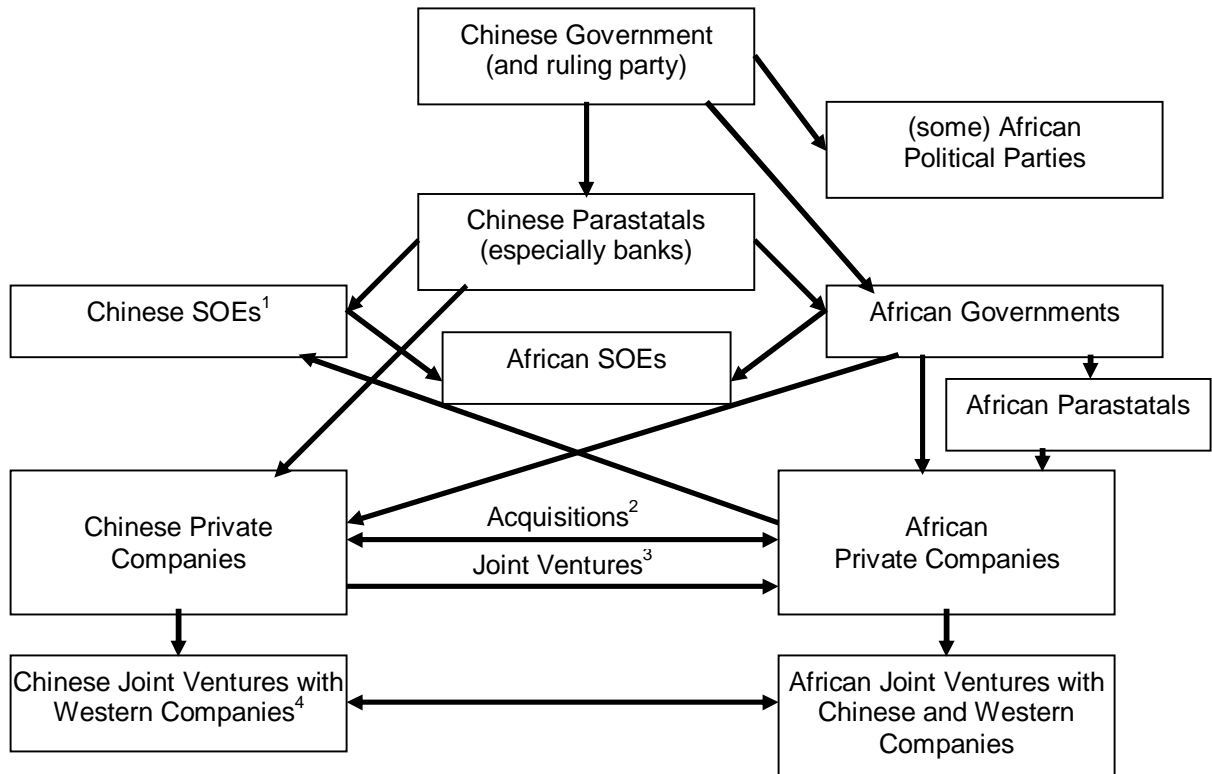 Chinese Government
(and ruling party)
(some) African
Political Parties
Chinese Parastatals
(especially banks)
Chinese SOEs¹
African Governments
African SOEs
African Parastatals
Chinese Private
Companies
Acquisitions²
Joint Ventures³
African
Private Companies
Chinese Joint Ventures with
Western Companies⁴
African Joint Ventures with
Chinese and Western
Companies